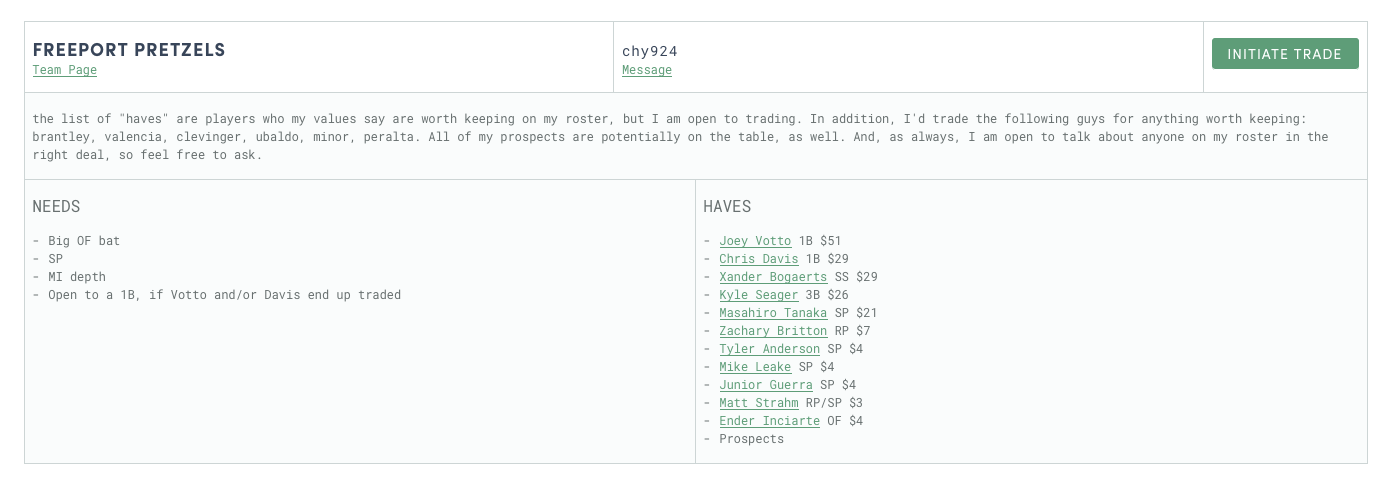 FREEPORT PRETZELS
Team Page
chy924
Message
INITIATE TRADE
the list of "haves" are players who my values say are worth keeping on my roster, but I am open to trading. In addition, I'd trade the following guys for anything worth keeping:
brantley, valencia, clevinger, ubaldo, minor, peralta. All of my prospects are potentially on the table, as well. And, as always, I am open to talk about anyone on my roster in the
right deal, so feel free to ask.
NEEDS
- Big OF bat
- SP
- MI depth
- Open to a 1B, if Votto and/or Davis end up traded
HAVES
- Joey Votto 1B $51
- Chris Davis 1B $29
- Xander Bogaerts SS $29
- Kyle Seager 3B $26
- Masahiro Tanaka SP $21
- Zachary Britton RP $7
- Tyler Anderson SP $4
- Mike Leake SP $4
- Junior Guerra SP $4
- Matt Strahm RP/SP $3
- Ender Inciarte OF $4
- Prospects